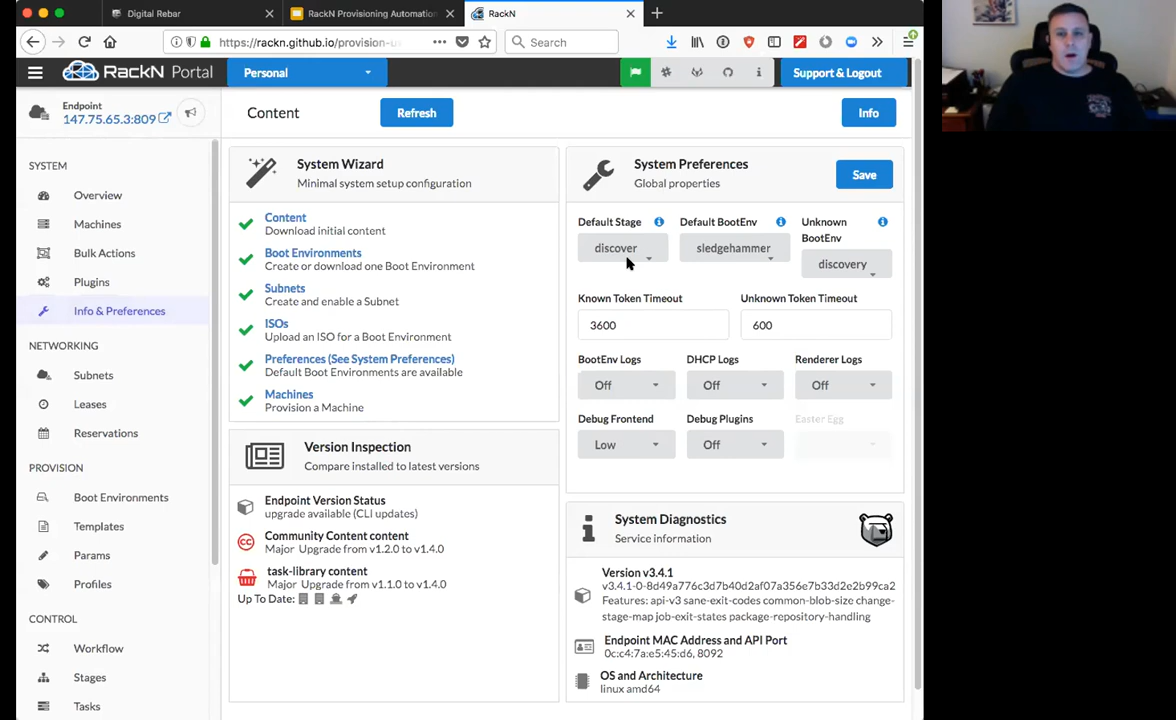 Digital Rebar
RackN Provisioning Automation
RackN
https://rackn.github.io/provision-u
Search
RackN Portal
Personal
Support & Logout
Endpoint
147.75.65.3:809
Content
Refresh
Info
SYSTEM
Overview
Machines
Bulk Actions
Plugins
Info & Preferences
NETWORKING
Subnets
Leases
Reservations
PROVISION
Boot Environments
Templates
Params
Profiles
CONTROL
Workflow
Stages
Tasks
System Wizard
Minimal system setup configuration
Content
Download initial content
Boot Environments
Create or download one Boot Environment
Subnets
Create and enable a Subnet
ISOs
Upload an ISO for a Boot Environment
Preferences (See System Preferences)
Default Boot Environments are available
Machines
Provision a Machine
Version Inspection
Compare installed to latest versions
Endpoint Version Status
upgrade available (CLI updates)
CC
Community Content content
Major Upgrade from v1.2.0 to v1.4.0
task-library content
Major Upgrade from v1.1.0 to v1.4.0
Up To Date:
System Preferences
Global properties
Save
Default Stage
discover
Default BootEnv
sledgehammer
Unknown
BootEnv
discovery
Known Token Timeout
3600
Unknown Token Timeout
600
BootEnv Logs
Off
DHCP Logs
Off
Renderer Logs
Off
Debug Frontend
Low
Debug Plugins
Off
Easter Egg
System Diagnostics
Service information
Version v3.4.1
v3.4.1-0-8d49a776c3d7b40d2af07a356e7b33d2e2b99ca2
Features: api-v3 sane-exit-codes common-blob-size change-
stage-map job-exit-states package-repository-handling
Endpoint MAC Address and API Port
0c:c4:7a:e5:45:d6, 8092
OS and Architecture
linux amd64